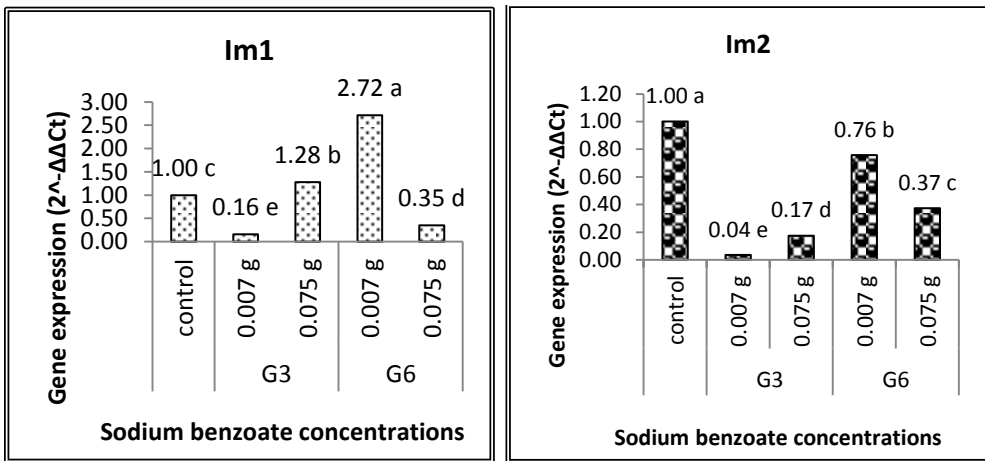 Im1
Gene expression (2^-ΔΔCt)
3.00
2.50
2.00
1.50
1.00
0.50
0.00
1.00 c
0.16 e
1.28 b
2.72 a
0.35 d
control
0.007 g
0.075 g
0.007 g
0.075 g
G3
G6
Sodium benzoate concentrations
Im2
Gene expression (2^-ΔΔCt)
1.20
1.00
0.80
0.60
0.40
0.20
0.00
1.00 a
0.04 e
0.17 d
0.76 b
0.37 c
control
0.007 g
0.075 g
0.007 g
0.075 g
G3
G6
Sodium benzoate concentrations